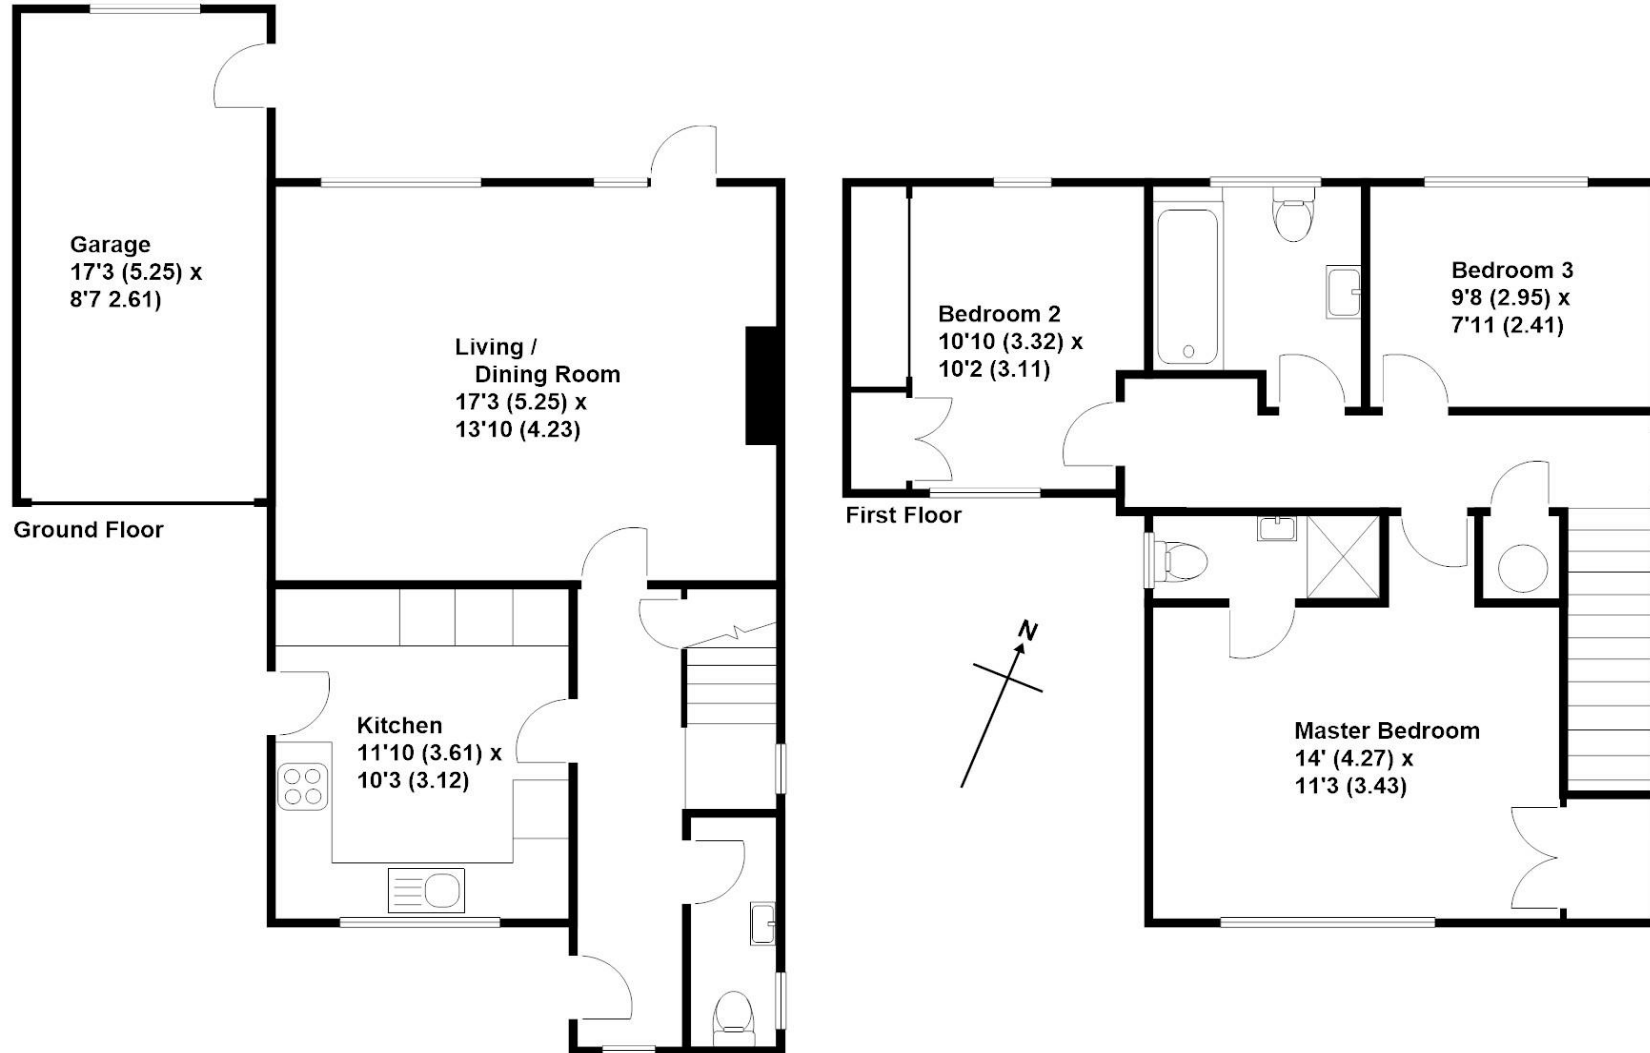 Garage
17'3 (5.25) x
8'7 2.61)
Living /
Dining Room
17'3 (5.25) x
13'10 (4.23)
Ground Floor
Kitchen
11'10 (3.61) x
10'3 (3.12)
Bedroom 2
10'10 (3.32) x
10'2 (3.11)
Bedroom 3
9'8 (2.95) x
7'11 (2.41)
First Floor
N
Master Bedroom
14' (4.27) x
11'3 (3.43)